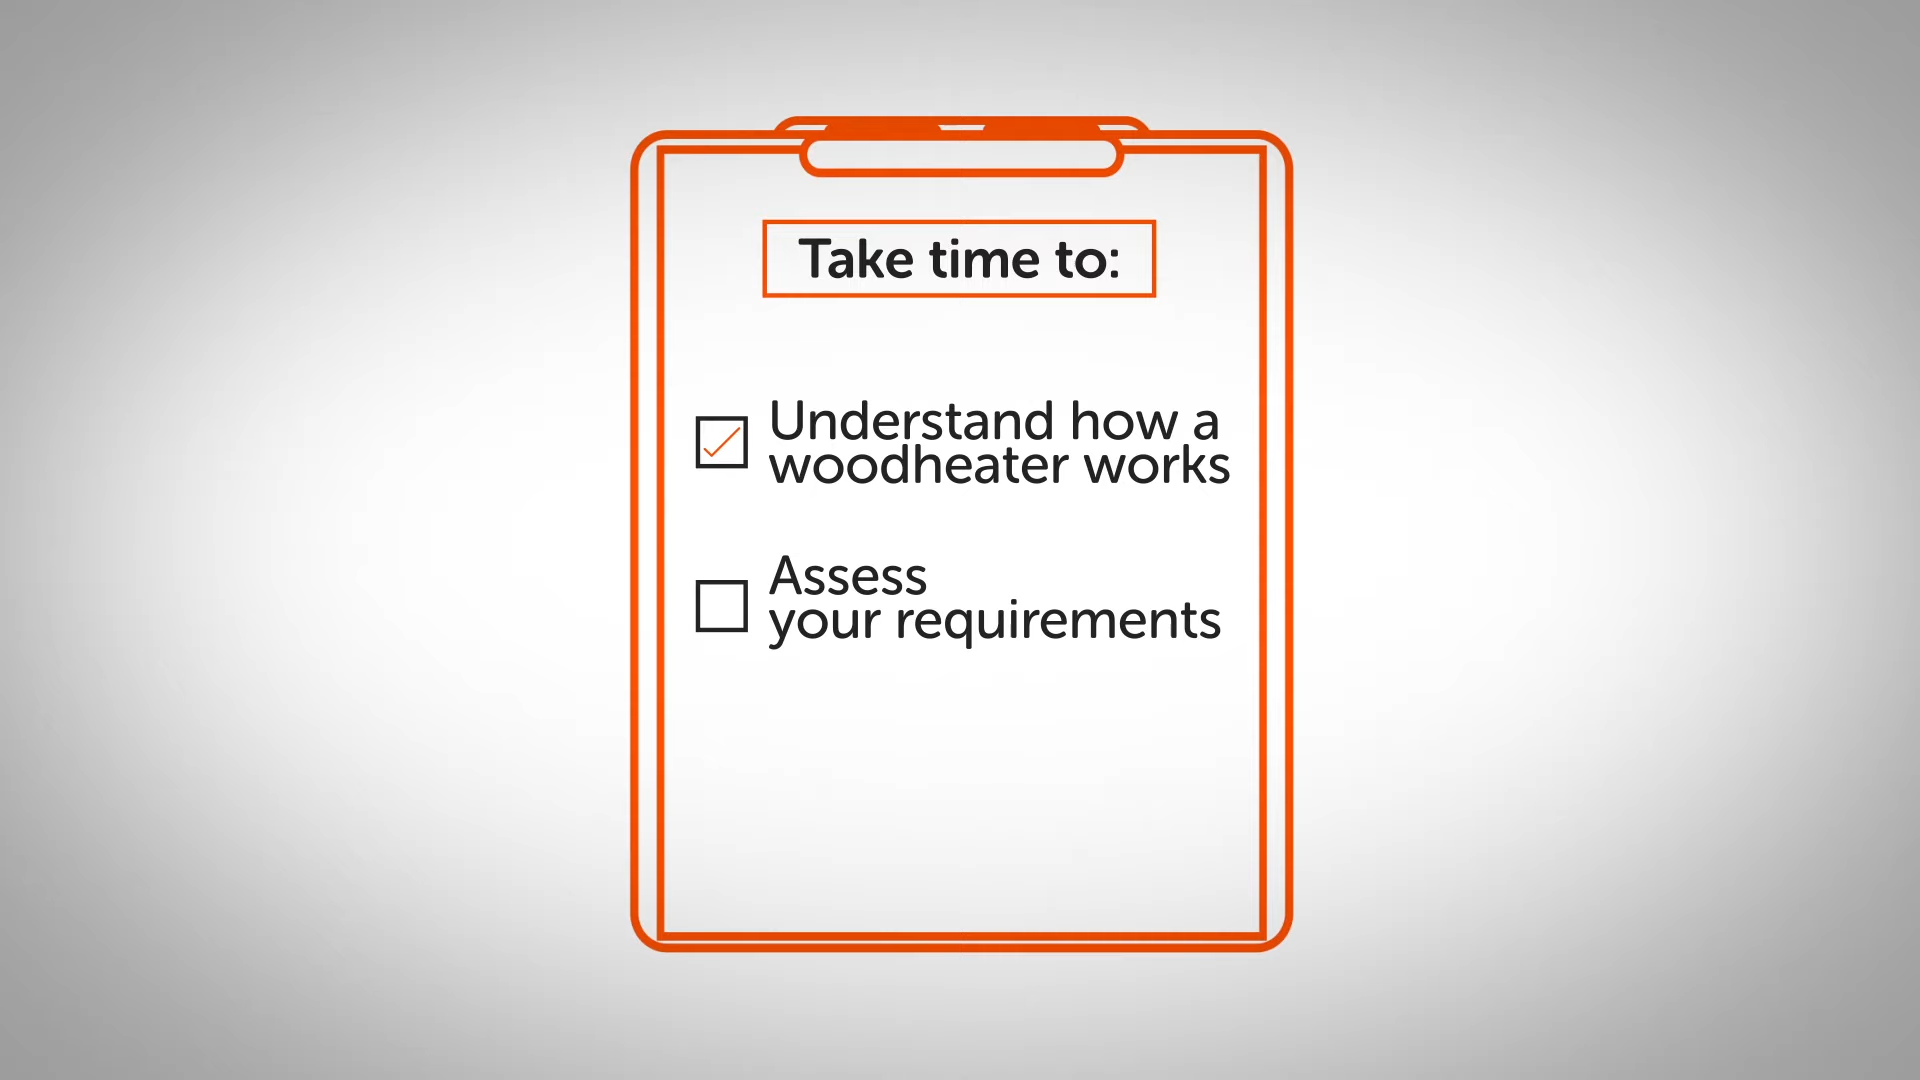 Take time to:
Understand how a
woodheater works
Assess
your requirements